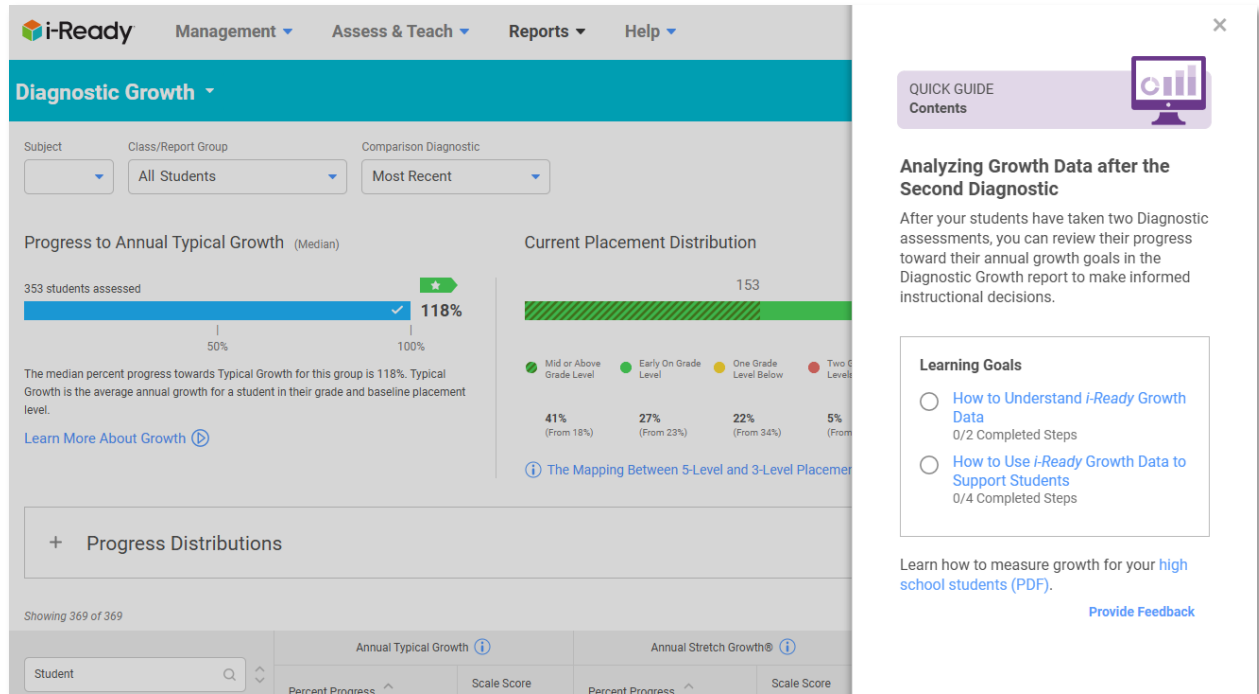 i-Ready
Management
Assess & Teach
Reports
Help
Diagnostic Growth
Subject
Class/Report Group
Comparison Diagnostic
All Students
Most Recent
Progress to Annual Typical Growth (Median)
353 students assessed
118%
50%
100%
The median percent progress towards Typical Growth for this group is 118%. Typical
Growth is the average annual growth for a student in their grade and baseline placement
level.
Learn More About Growth
Current Placement Distribution
153
Mid or Above
Grade Level
Early On Grade
Level
One Grade
Level Below
Two G
Levels
41%
(From 18%)
27%
(From 23%)
22%
(From 34%)
5%
(From
The Mapping Between 5-Level and 3-Level Placemen
+ Progress Distributions
Showing 369 of 369
Student
Annual Typical Growth
Annual Stretch Growth®
Percent Progress
Scale Score
Percent Progress
Scale Score
QUICK GUIDE
Contents
Analyzing Growth Data after the
Second Diagnostic
After your students have taken two Diagnostic
assessments, you can review their progress
toward their annual growth goals in the
Diagnostic Growth report to make informed
instructional decisions.
Learning Goals
How to Understand i-Ready Growth
Data
0/2 Completed Steps
How to Use i-Ready Growth Data to
Support Students
0/4 Completed Steps
Learn how to measure growth for your high
school students (PDF).
Provide Feedback